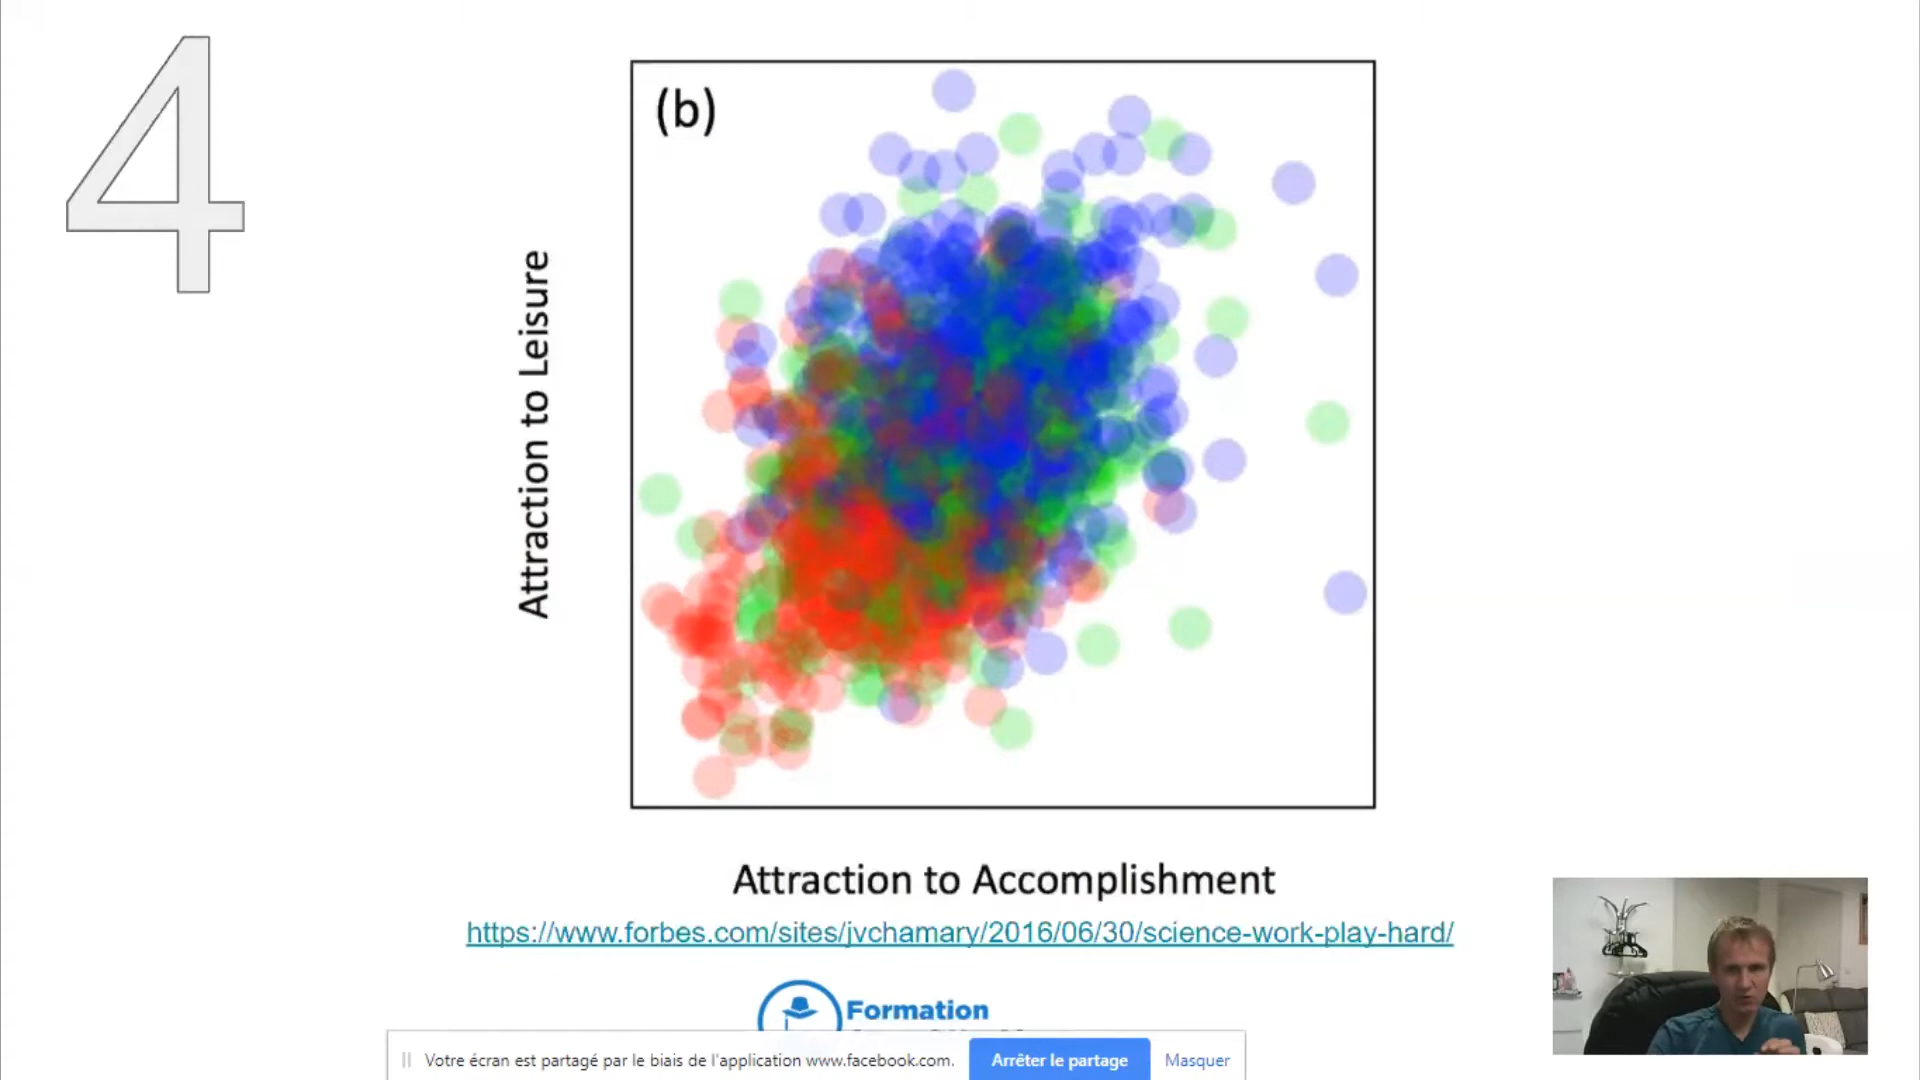 4
(b)
Attraction to Leisure
Attraction to Accomplishment
https://www.forbes.com/sites/jvchamary/2016/06/30/science-work-play-hard/
Formation
Votre écran est partagé par le biais de l'application www.facebook.com.
Arrêter le partage
Masquer